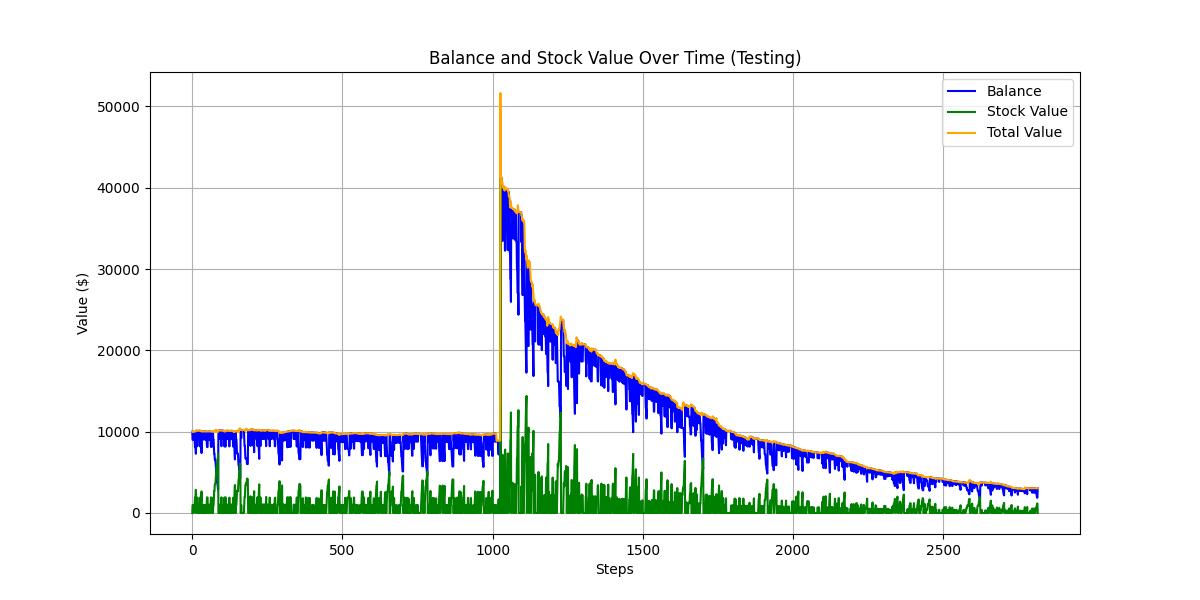 Balance and Stock Value Over Time (Testing)
Balance
Stock Value
Total Value
50000
40000
30000
20000
10000
0
Value ($)
0
500
1000
1500
2000
2500
Steps